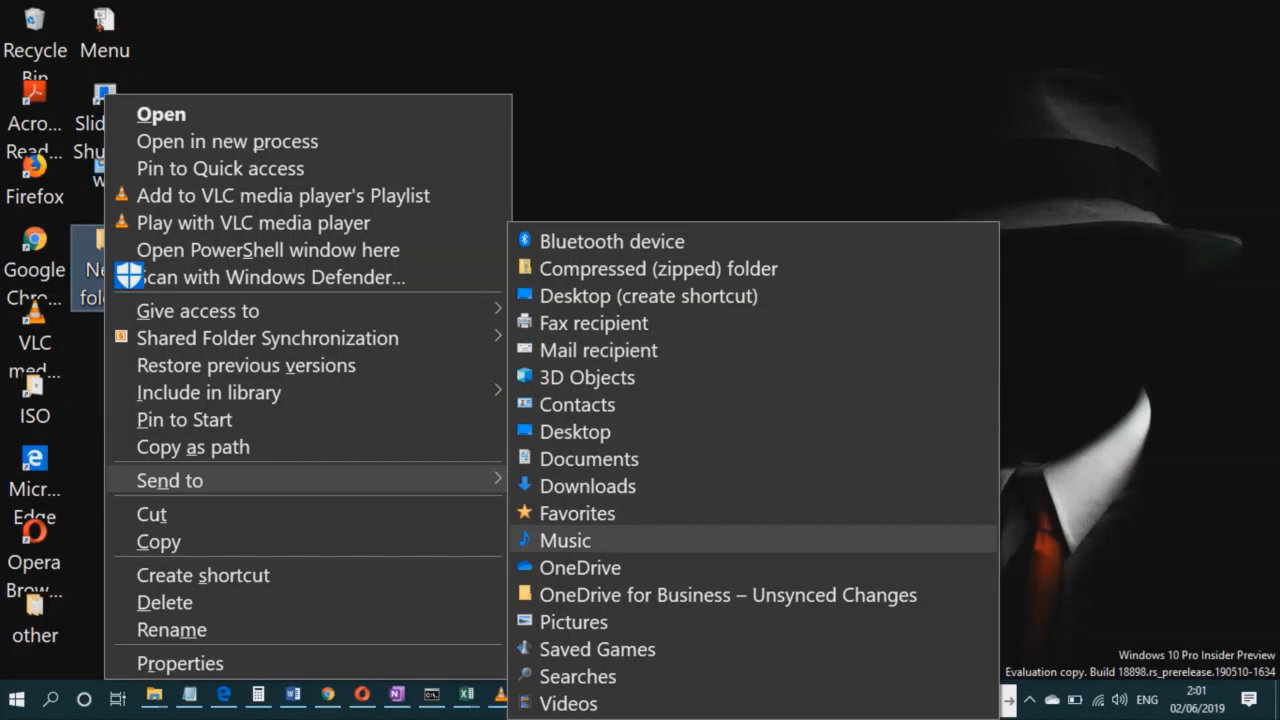 Recycle
Bin
Menu
Acro...
Read...
Slid
Shu
Firefox
w
Google
Chro...
Ne
fol
VLC
med...
ISO
Micr...
Edge
Opera
Brow...
other
Open
Open in new process
Pin to Quick access
Add to VLC media player's Playlist
Play with VLC media player
Open PowerShell window here
can with Windows Defender...
Give access to
Shared Folder Synchronization
Restore previous versions
Include in library
Pin to Start
Copy as path
Send to
Cut
Copy
Create shortcut
Delete
Rename
Properties
Bluetooth device
Compressed (zipped) folder
Desktop (create shortcut)
Fax recipient
Mail recipient
3D Objects
Contacts
Desktop
Documents
Downloads
Favorites
Music
OneDrive
OneDrive for Business – Unsynced Changes
Pictures
Saved Games
Searches
Videos
Windows 10 Pro Insider Preview
Evaluation copy. Build 18898.rs_prerelease.190510-1634
ENG
2:01
02/06/2019